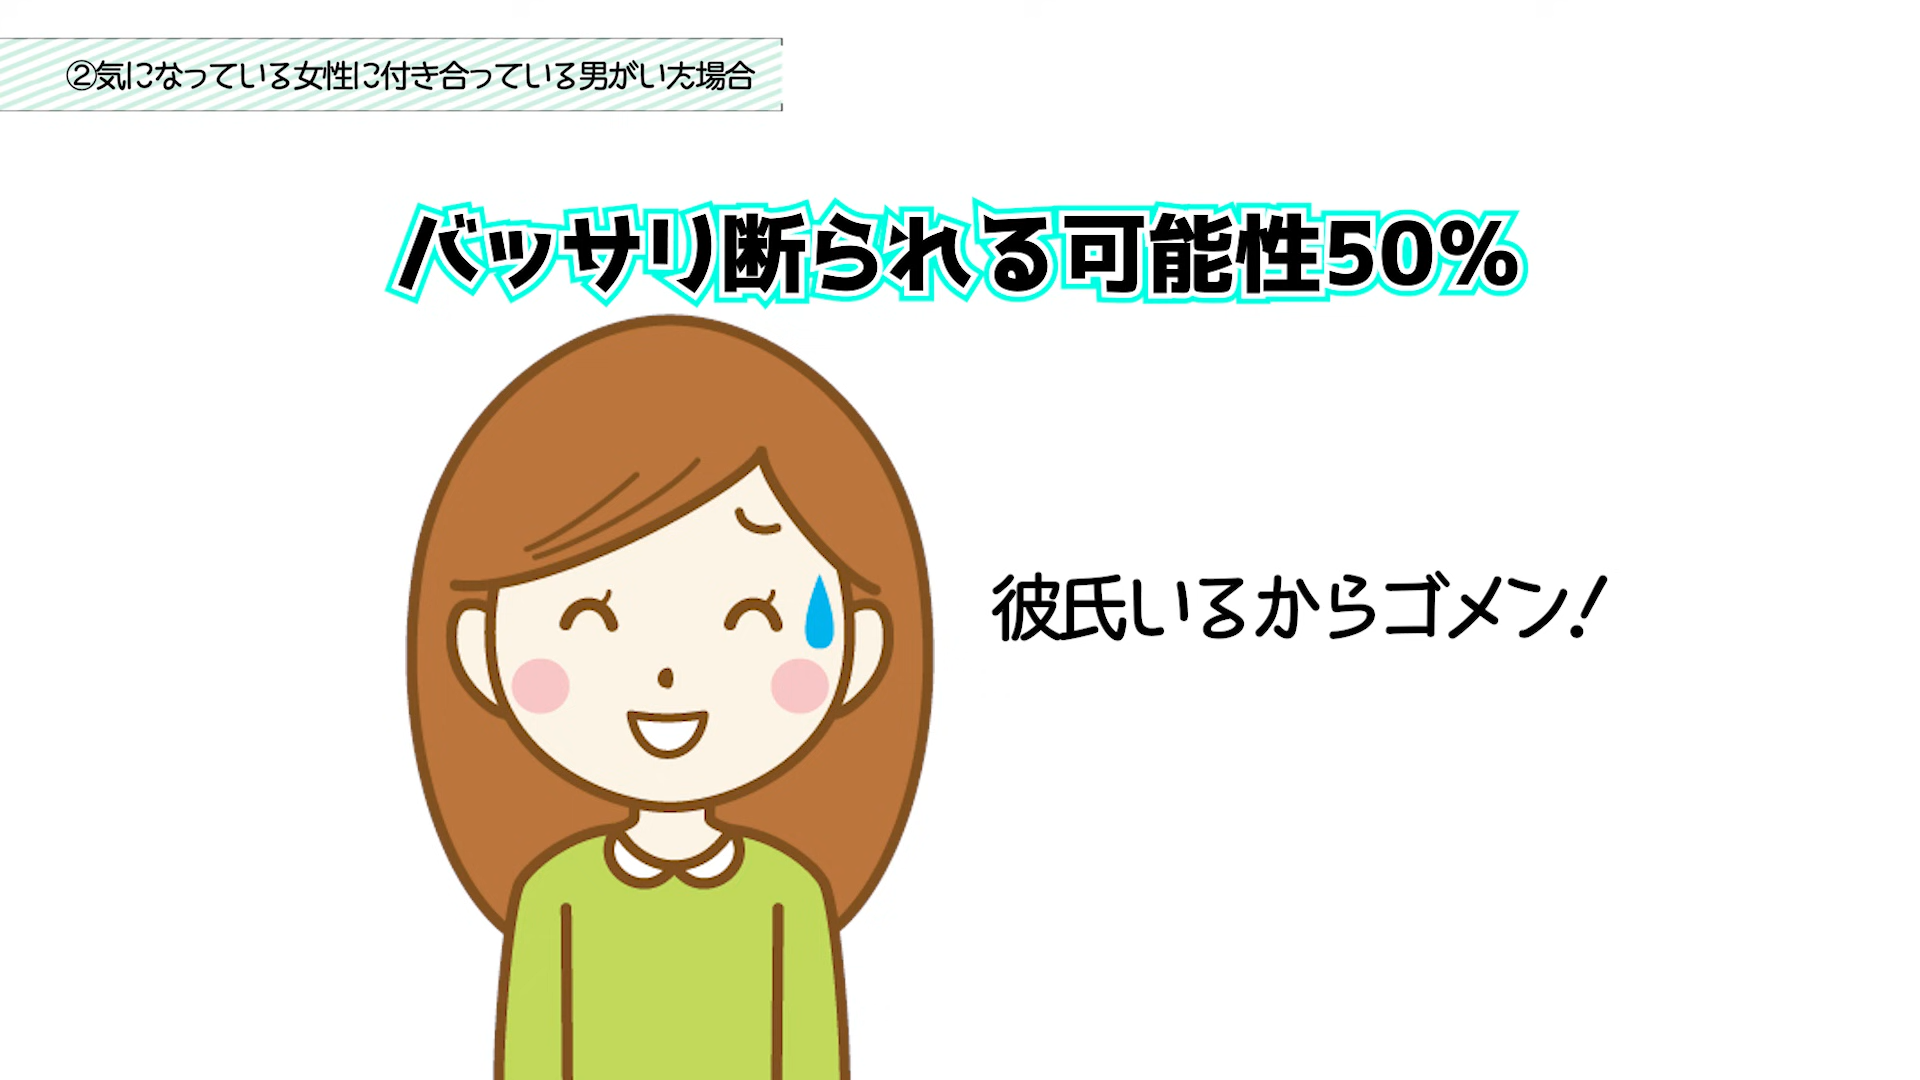 ②気になっている女性に付き合っている男がいた場合
バッサリ断られる可能性50%
彼氏いるからゴメン!